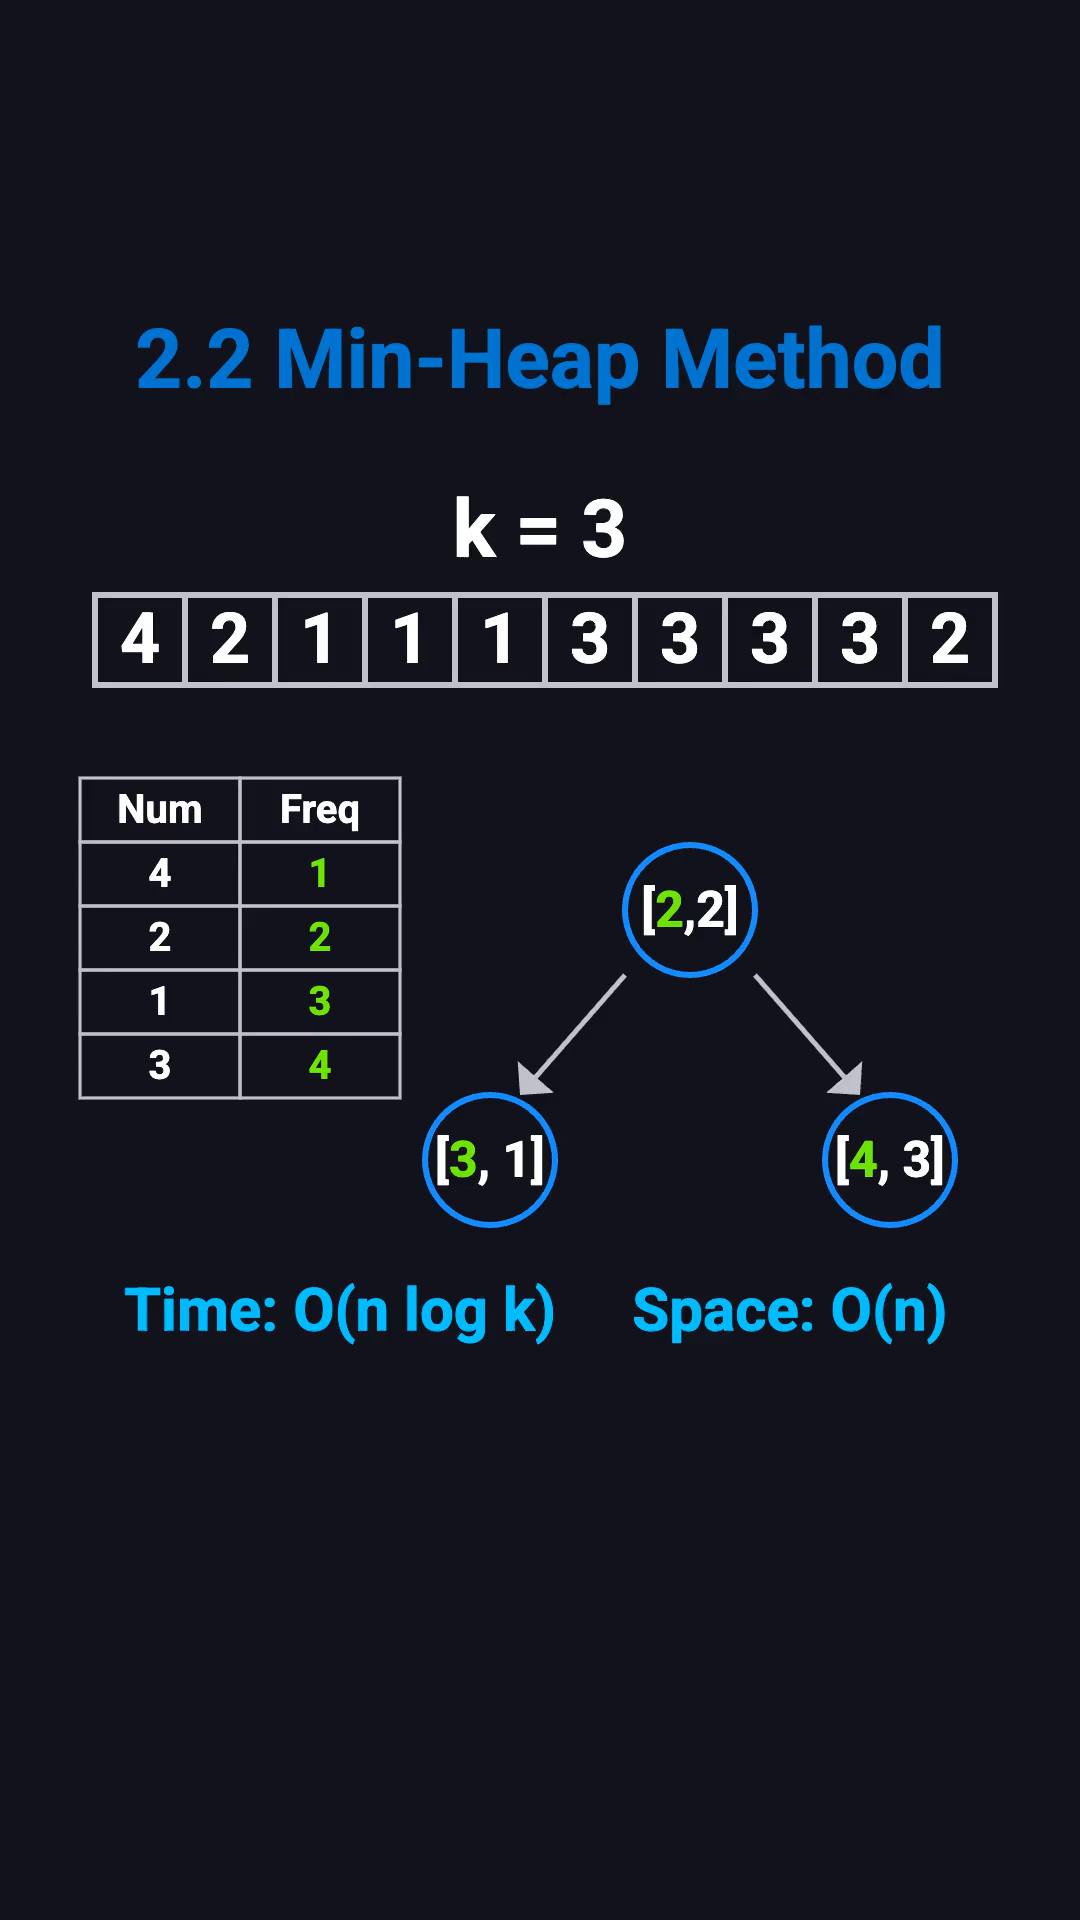 2.2 Min-Heap Method
k = 3
4 2 1 1 1 3 3 3 3 2
Num Freq
4 1
2 2
1 3
3 4
[2,2]
[3, 1] [4, 3]
Time: O(n log k) Space: O(n)